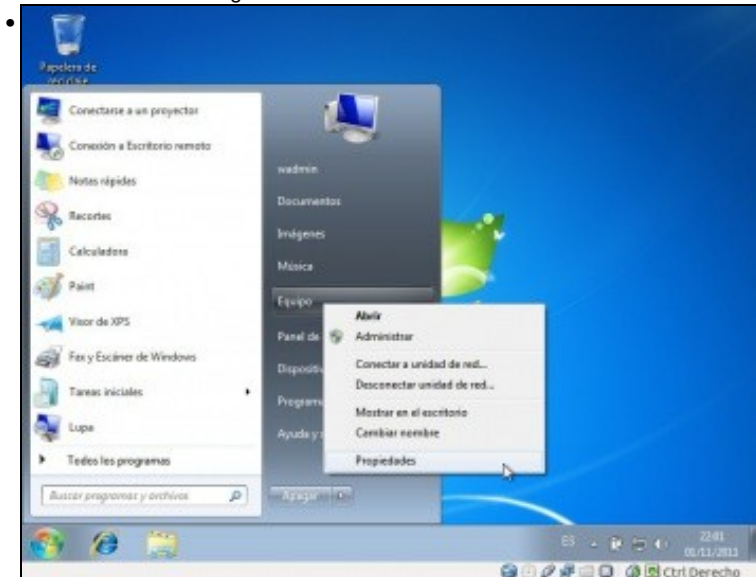 Papelera de
reciclaje
Conectarse a un proyector
Conexión a Escritorio remoto
Notas rápidas
Recortes
Calculadora
Paint
Visor de XPS
Fax y Escáner de Windows
Tareas iniciales
Lupa
Todos los programas
Buscar programas y archivos
wadmin
Documentos
Imágenes
Música
Equipo
Panel de
Dispositiv
Programa
Ayuda y s
Apagar
Abrir
Administrar
Conectar a unidad de red...
Desconectar unidad de red...
Mostrar en el escritorio
Cambiar nombre
Propiedades
ES
22:01
01/11/2011
Ctrl Derecho